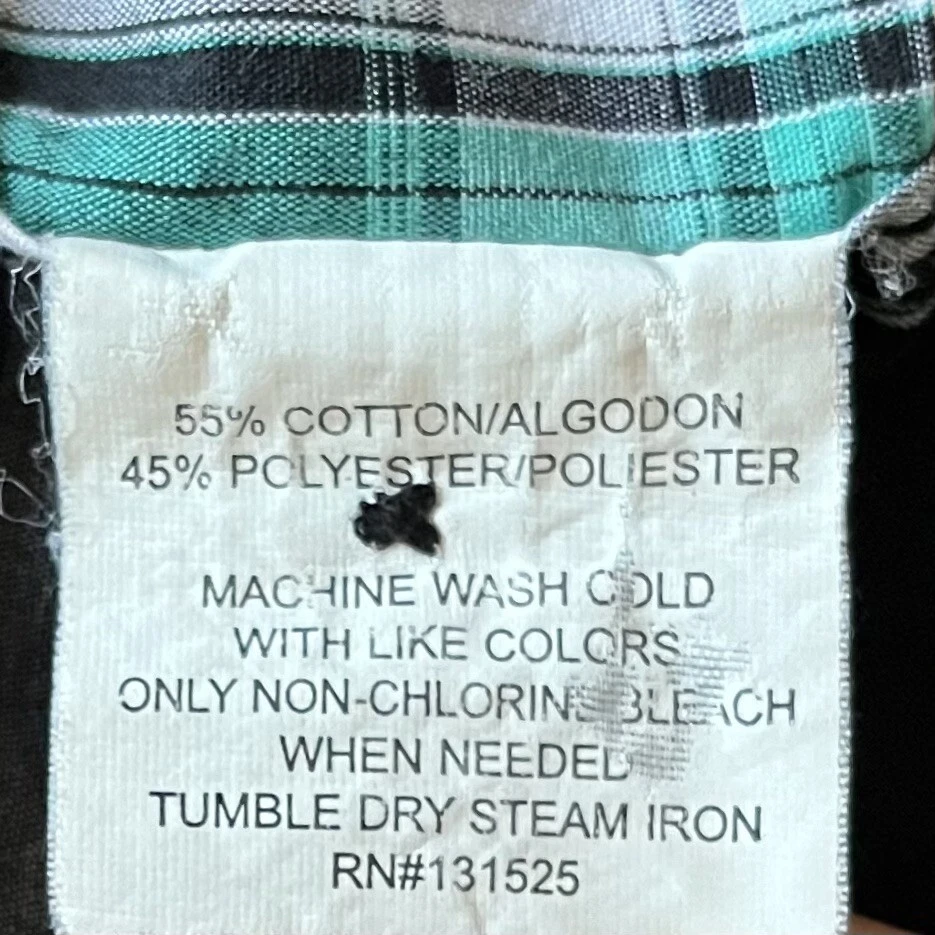 55% COTTON/ALGODON
45% POLYESTER/POLIESTER
MACHINE WASH COLD
WITH LIKE COLORS
ONLY NON-CHLORINE BLEACH
WHEN NEEDED
TUMBLE DRY STEAM IRON
RN#131525